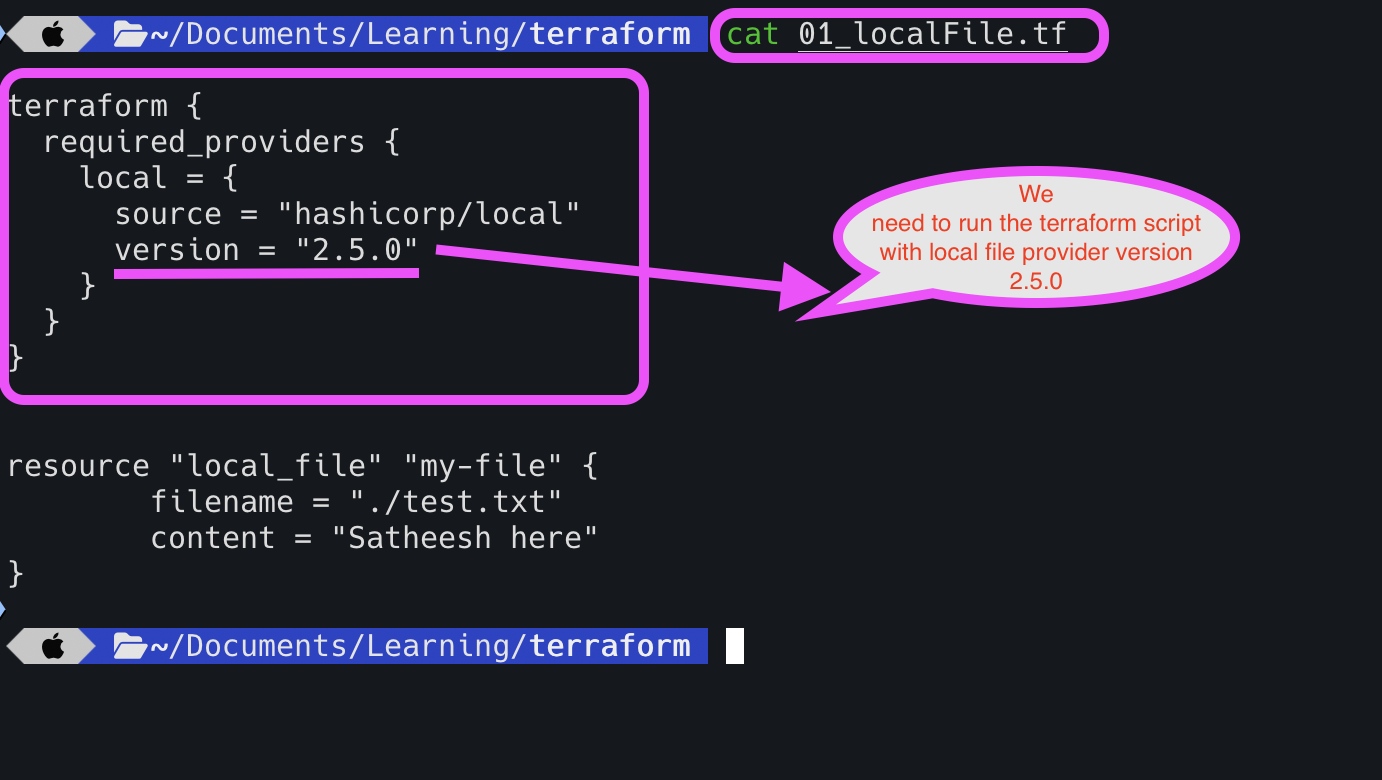 ~/Documents/Learning/terraform cat 01_localFile.tf
terraform {
  required_providers {
    local = {
      source = "hashicorp/local"
      version = "2.5.0"
    }
  }
}
We
need to run the terraform script
with local file provider version
2.5.0
resource "local_file" "my-file" {
        filename = "./test.txt"
        content = "Satheesh here"
}
~/Documents/Learning/terraform